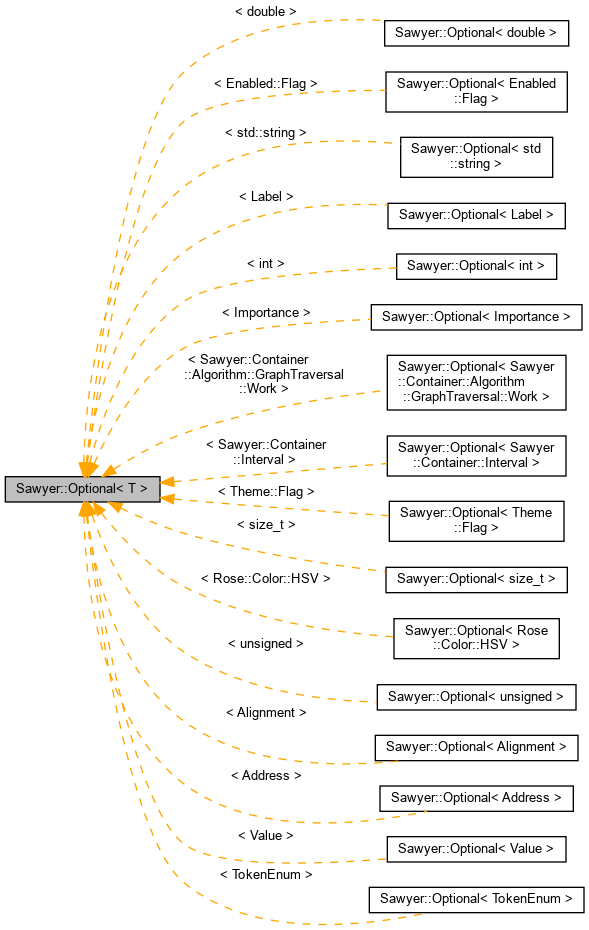 < double >
Sawyer::Optional< double >
< Enabled::Flag >
Sawyer::Optional< Enabled
::Flag >
< std::string >
Sawyer::Optional< std
::string >
< Label >
Sawyer::Optional< Label >
< int >
Sawyer::Optional< int >
< Importance >
Sawyer::Optional< Importance >
< Sawyer::Container
::Algorithm::GraphTraversal
::Work >
Sawyer::Optional< Sawyer
::Container::Algorithm
::GraphTraversal::Work >
< Sawyer::Container
::Interval >
Sawyer::Optional< Sawyer
::Container::Interval >
Sawyer::Optional< T >
< Theme::Flag >
Sawyer::Optional< Theme
::Flag >
< size_t >
Sawyer::Optional< size_t >
< Rose::Color::HSV >
Sawyer::Optional< Rose
::Color::HSV >
< unsigned >
Sawyer::Optional< unsigned >
< Alignment >
Sawyer::Optional< Alignment >
< Address >
Sawyer::Optional< Address >
< Value >
Sawyer::Optional< Value >
< TokenEnum >
Sawyer::Optional< TokenEnum >